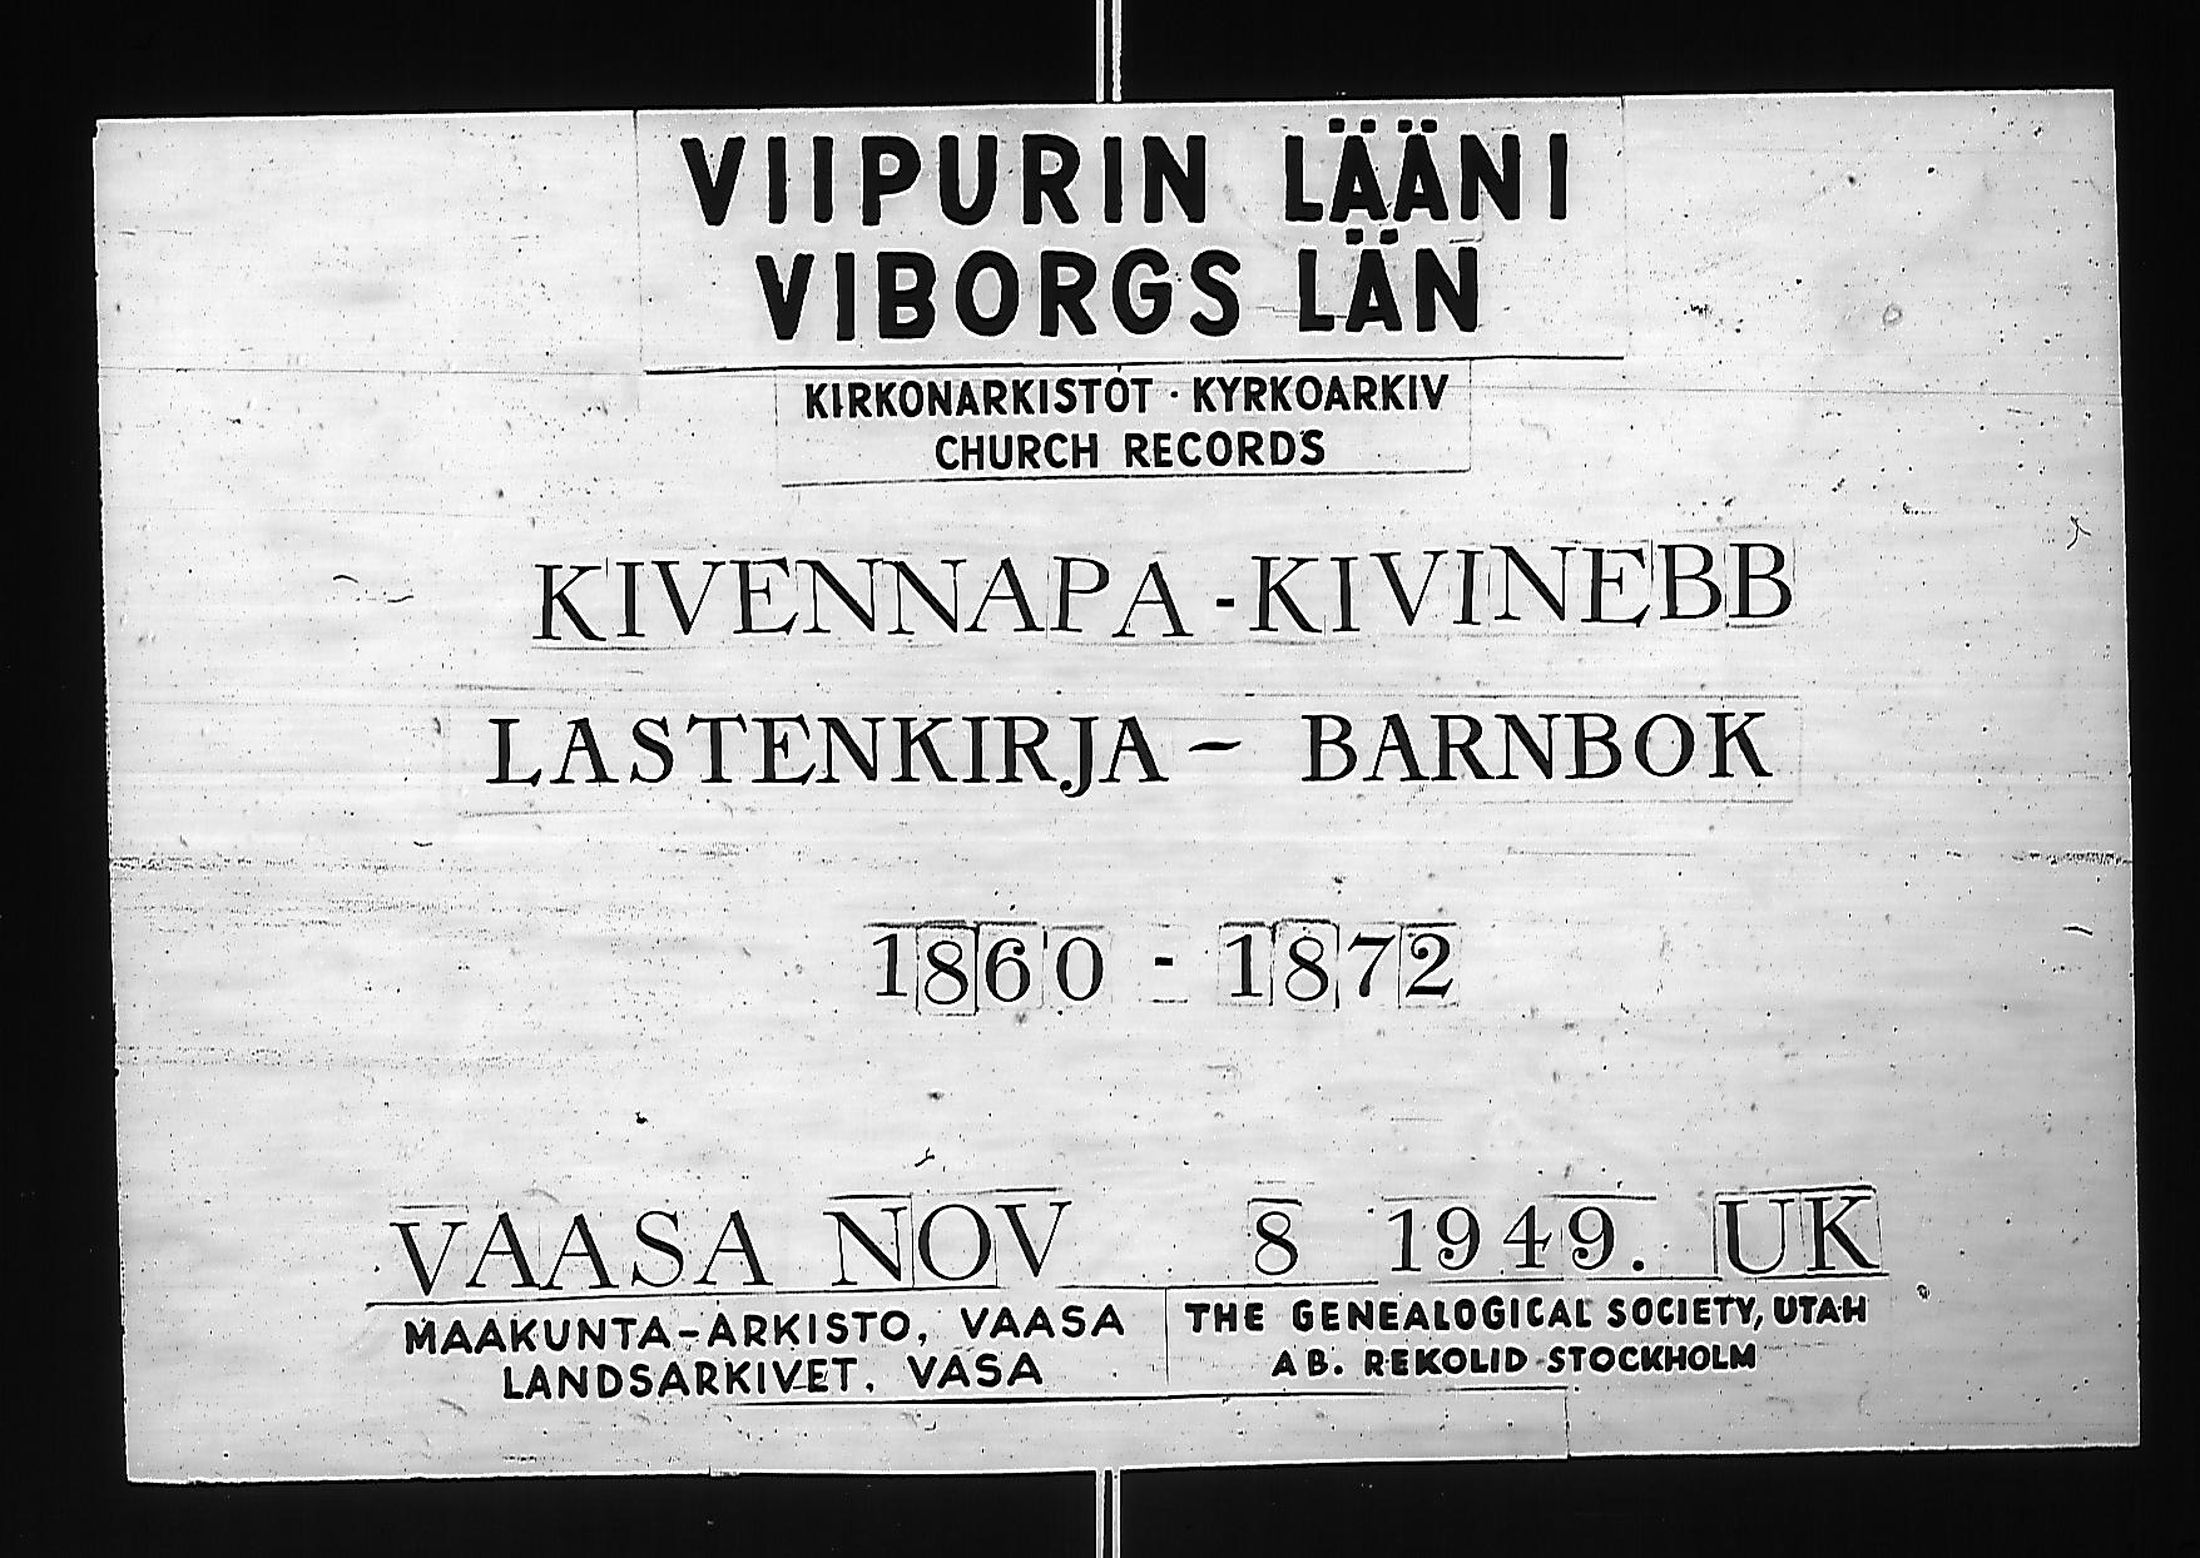 VIIPURIN LÄÄNI
VIBORGS LÄN
KIRKONARKISTOT · KYRKOARKIV
CHURCH RECORDS
KIVENNAPA - KIVINEBB
LASTENKIRJA - BARNBOK
1860 - 1872
VAASA NOV 8 1949. UK
MAAKUNTA-ARKISTO, VAASA
LANDSARKIVET, VASA
THE GENEALOGICAL SOCIETY, UTAH
AB. REKOLID STOCKHOLM